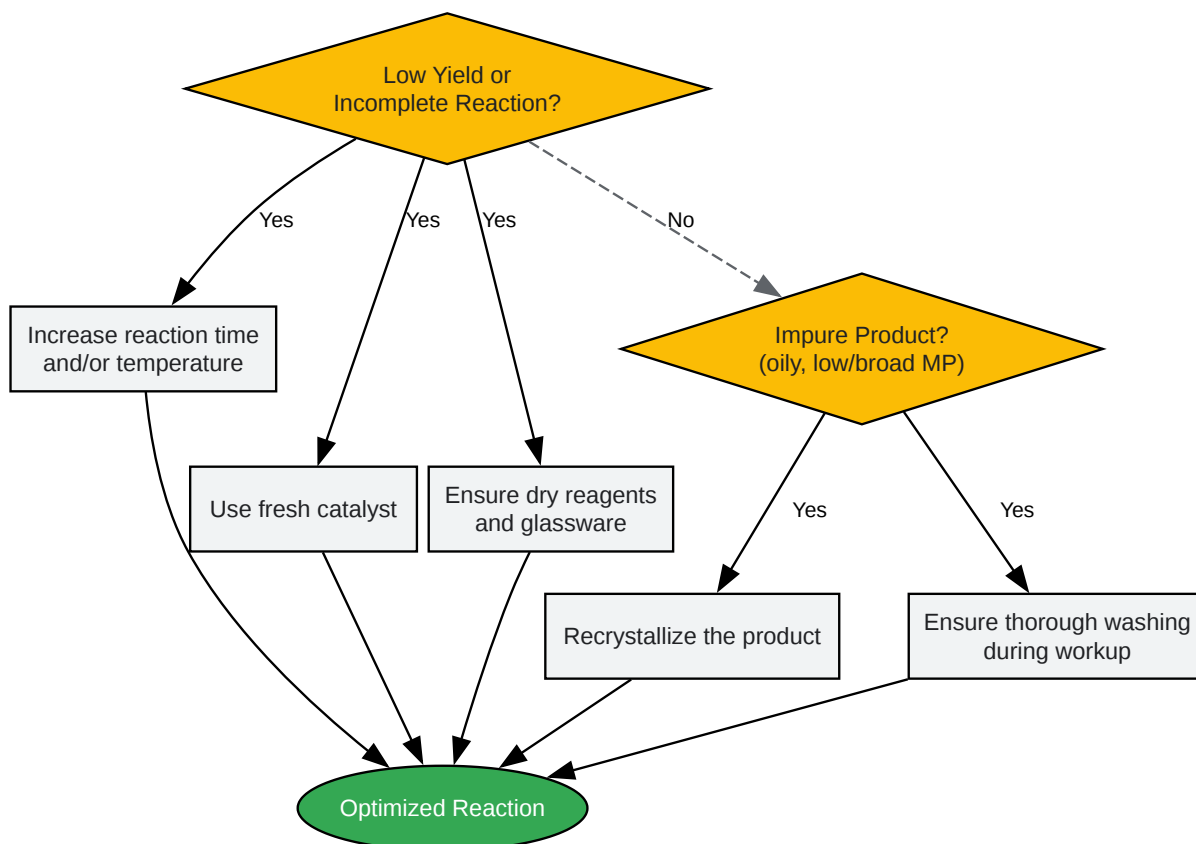 Low Yield or
Incomplete Reaction?
Yes
Yes
Yes
No
Increase reaction time
and/or temperature
Impure Product?
(oily, low/broad MP)
Use fresh catalyst
Ensure dry reagents
and glassware
Yes
Yes
Recrystallize the product
Ensure thorough washing
during workup
Optimized Reaction